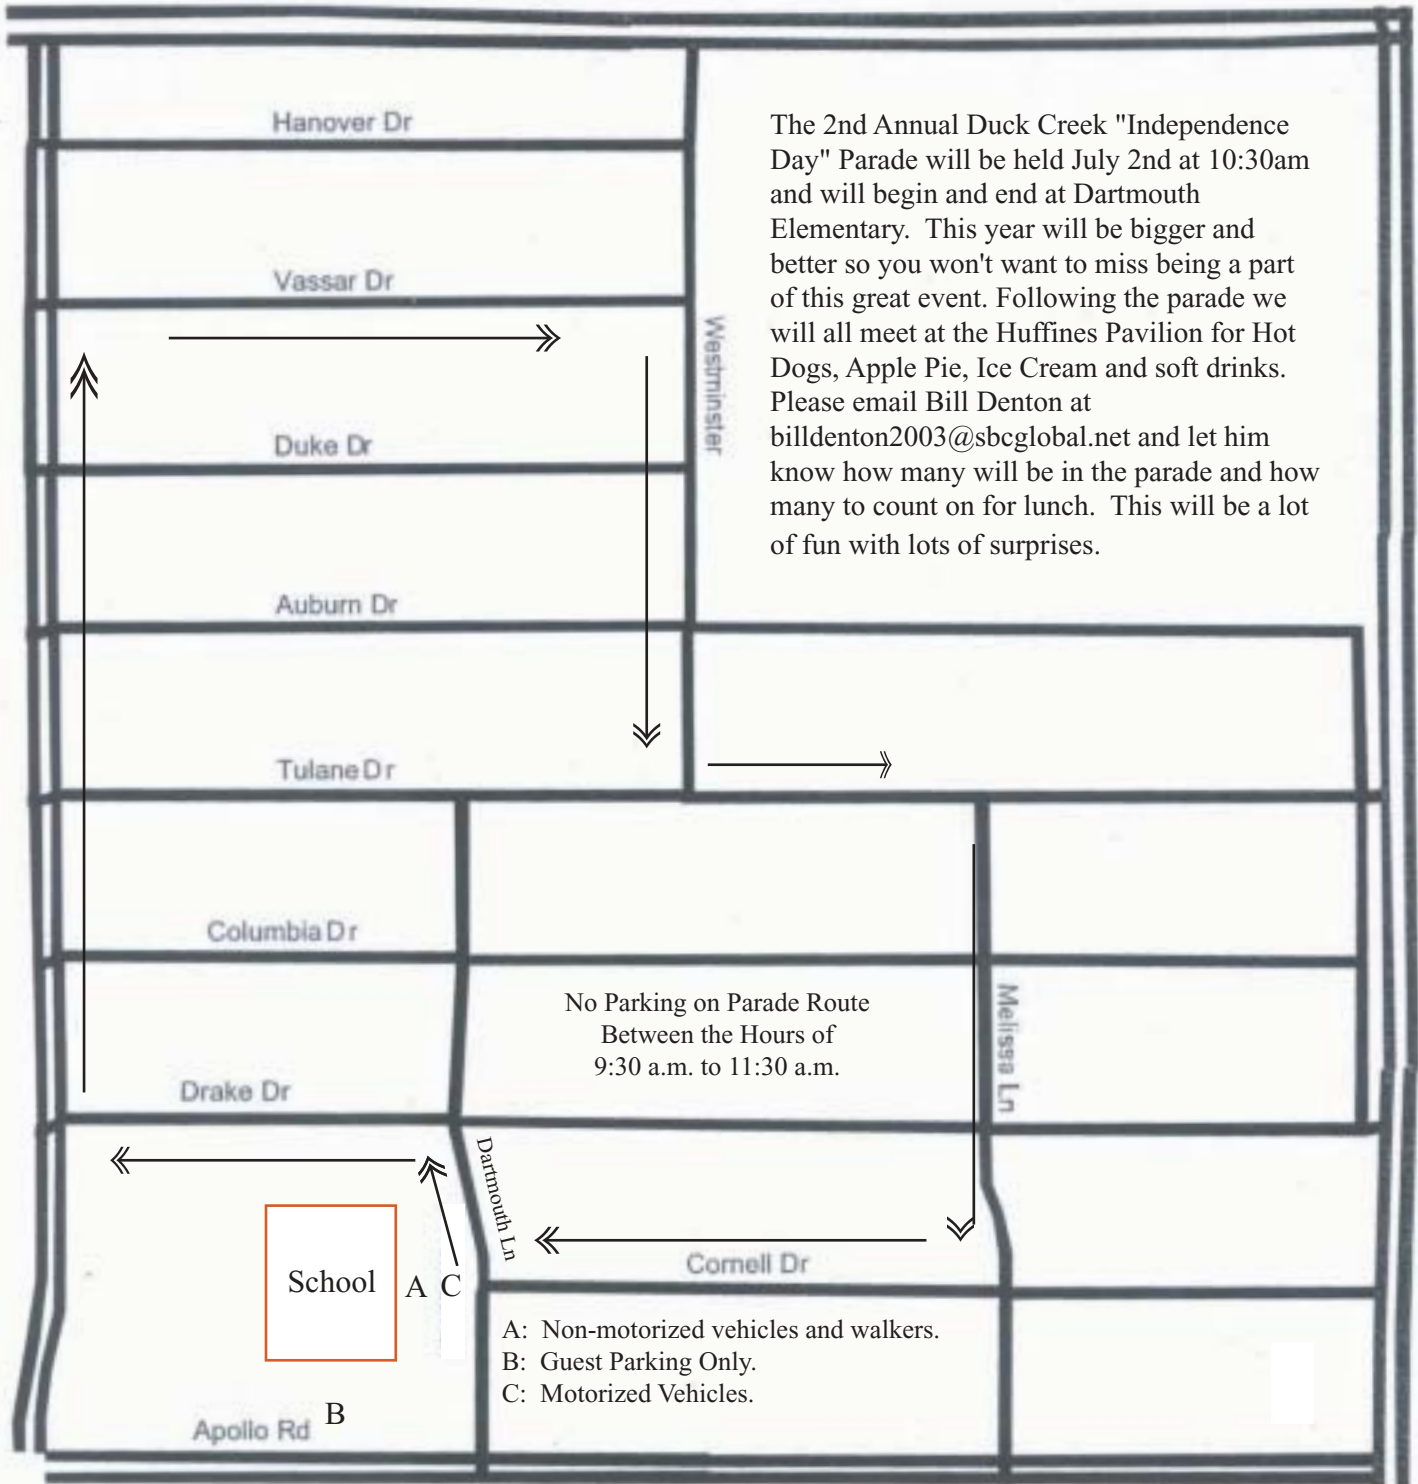 Hanover Dr
The 2nd Annual Duck Creek "Independence
Day" Parade will be held July 2nd at 10:30am
and will begin and end at Dartmouth
Elementary.  This year will be bigger and
better so you won't want to miss being a part
of this great event. Following the parade we
will all meet at the Huffines Pavilion for Hot
Dogs, Apple Pie, Ice Cream and soft drinks.
Please email Bill Denton at
billdenton2003@sbcglobal.net and let him
know how many will be in the parade and how
many to count on for lunch.  This will be a lot
of fun with lots of surprises.
Vassar Dr
Westminster
Duke Dr
Auburn Dr
Tulane Dr
Columbia Dr
No Parking on Parade Route
Between the Hours of
9:30 a.m. to 11:30 a.m.
Melissa Ln
Drake Dr
Dartmouth Ln
Cornell Dr
School
A
C
A:  Non-motorized vehicles and walkers.
B:  Guest Parking Only.
C:  Motorized Vehicles.
B
Apollo Rd